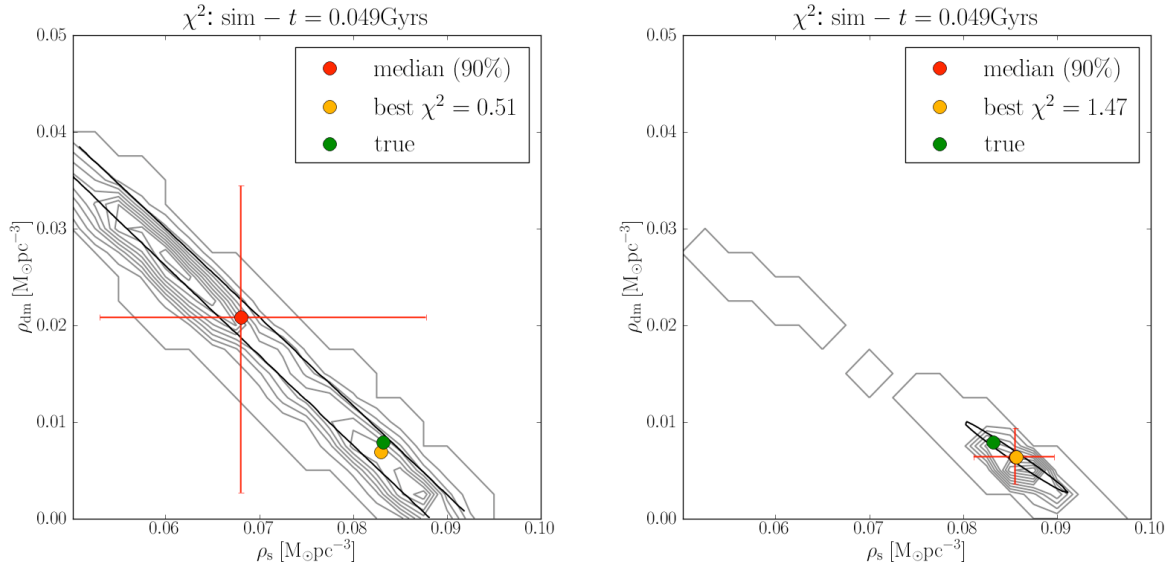 χ²: sim − t = 0.049Gyrs
0.05
0.04
0.03
0.02
0.01
0.00
ρdm [M⊙pc⁻³]
median (90%)
best χ² = 0.51
true
0.06 0.07 0.08 0.09 0.10
ρs [M⊙pc⁻³]
χ²: sim − t = 0.049Gyrs
0.05
0.04
0.03
0.02
0.01
0.00
ρdm [M⊙pc⁻³]
median (90%)
best χ² = 1.47
true
0.06 0.07 0.08 0.09 0.10
ρs [M⊙pc⁻³]